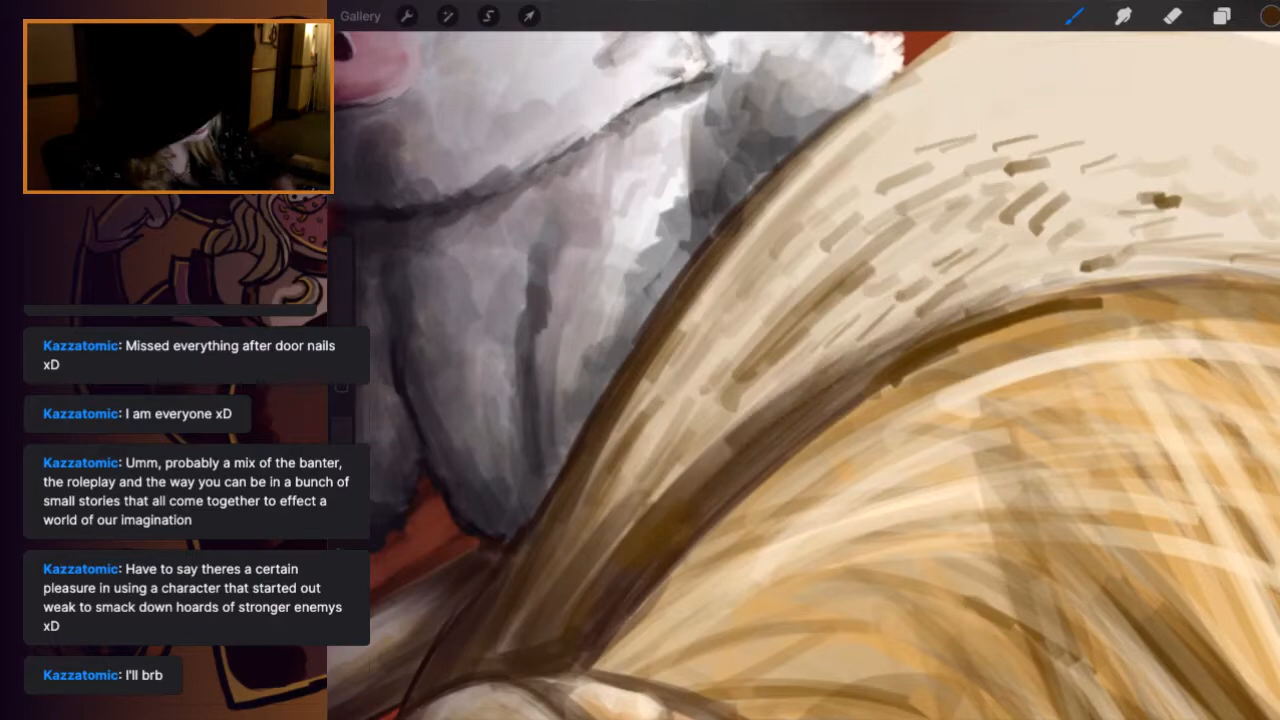 Gallery
Kazzatomic: Missed everything after door nails
xD
Kazzatomic: I am everyone xD
Kazzatomic: Umm, probably a mix of the banter,
the roleplay and the way you can be in a bunch of
small stories that all come together to effect a
world of our imagination
Kazzatomic: Have to say theres a certain
pleasure in using a character that started out
weak to smack down hoards of stronger enemys
xD
Kazzatomic: I'll brb